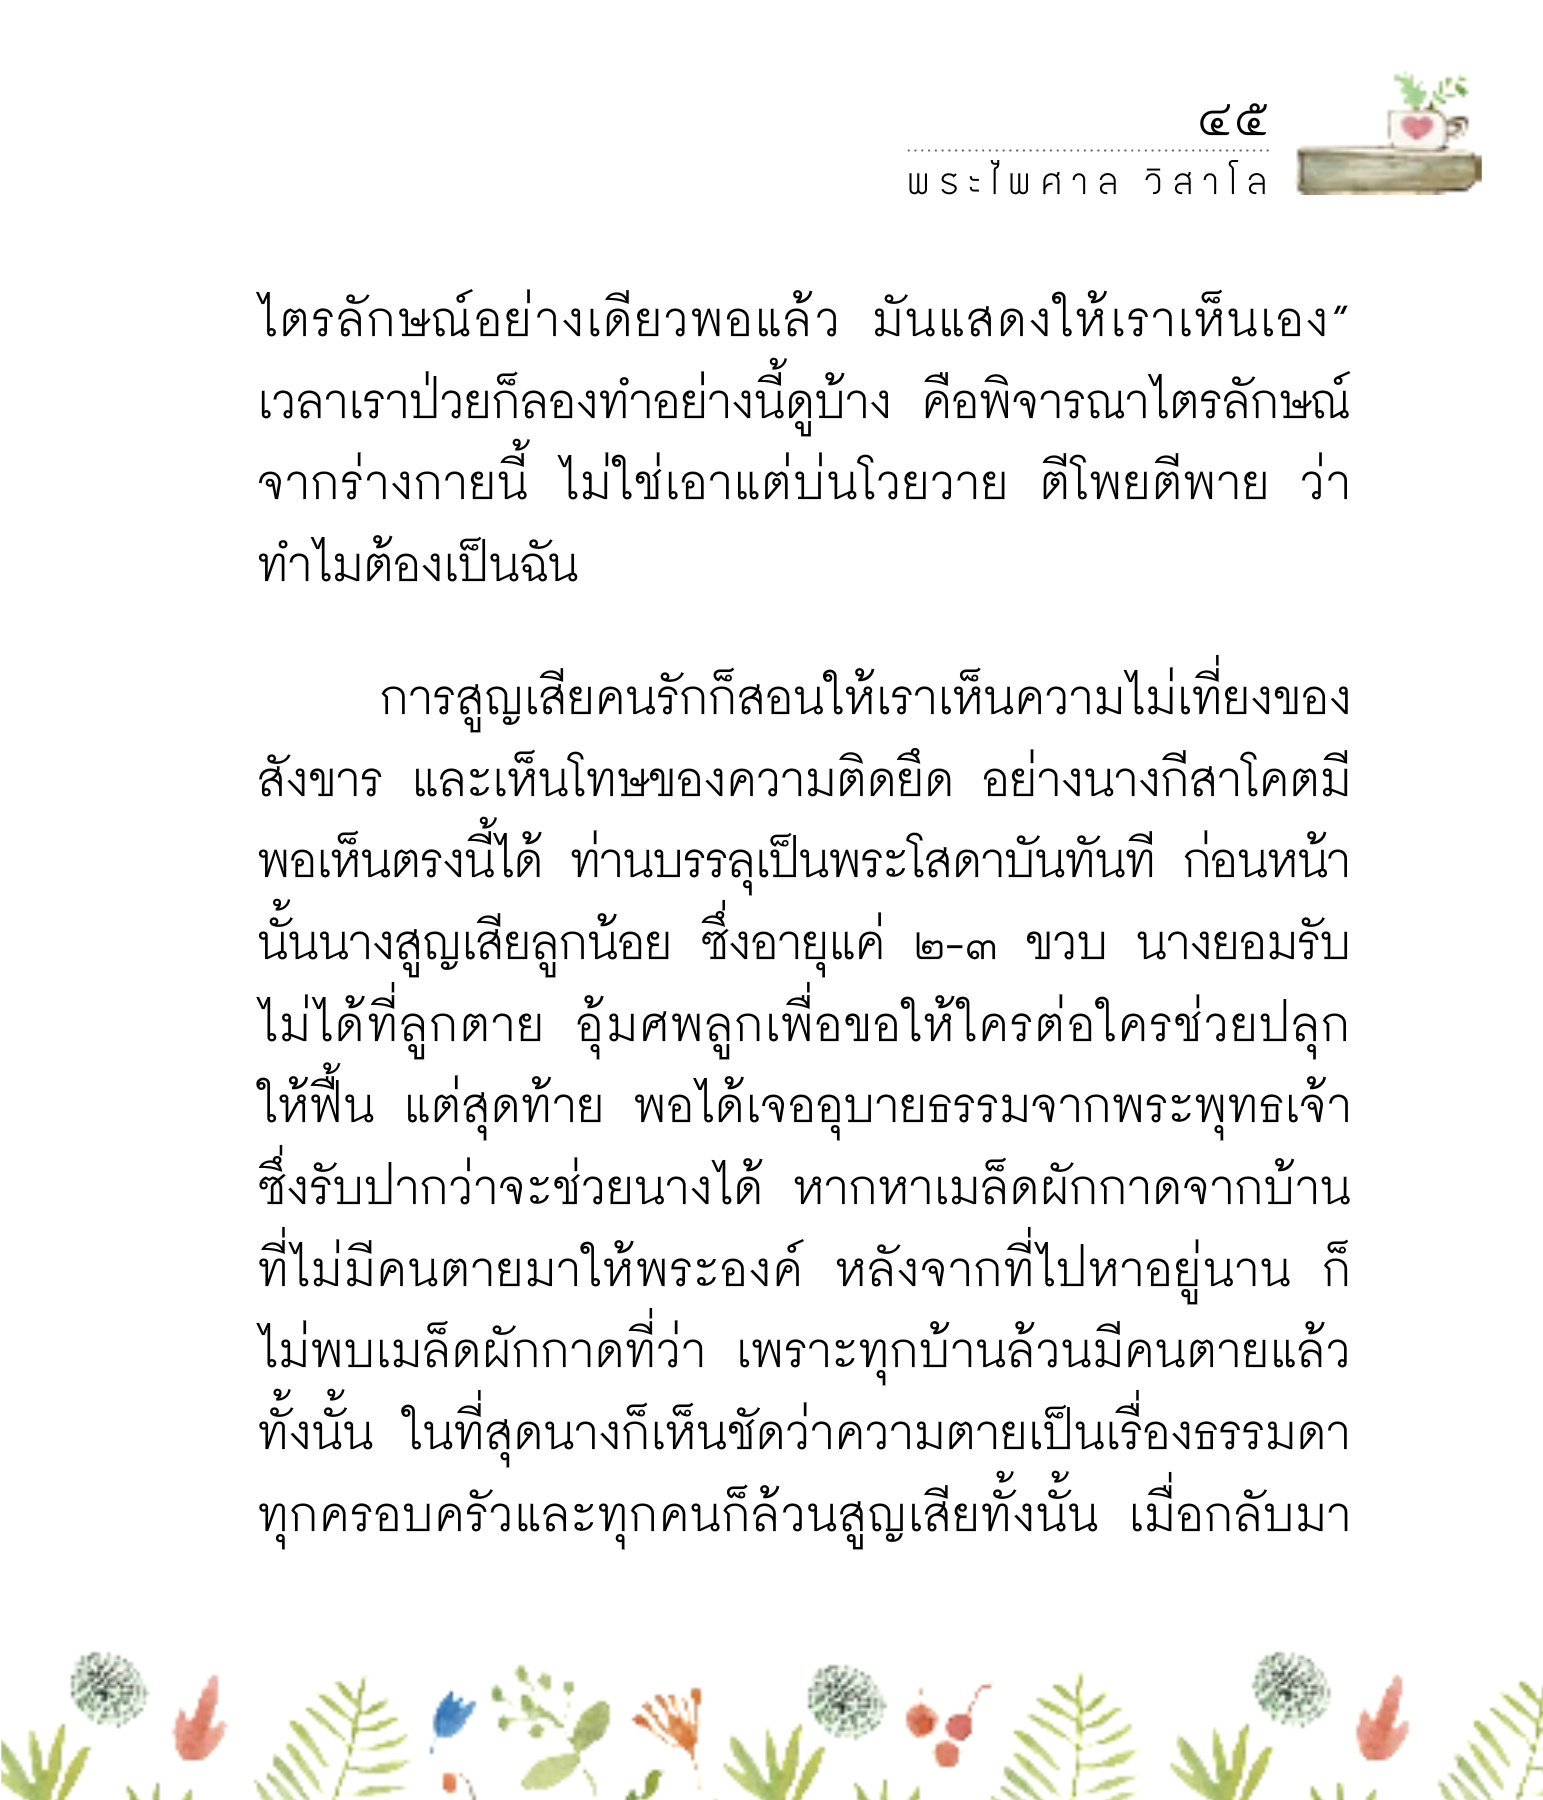 ๔๕
พระไพศาล วิสาโล
ไตรลักษณ์อย่างเดียวพอแล้ว มันแสดงให้เราเห็นเอง”
เวลาเราป่วยก็ลองทำอย่างนี้ดูบ้าง คือพิจารณาไตรลักษณ์
จากร่างกายนี้ ไม่ใช่เอาแต่บ่นโวยวาย ตีโพยตีพาย ว่า
ทำไมต้องเป็นฉัน
การสูญเสียคนรักก็สอนให้เราเห็นความไม่เที่ยงของ
สังขาร และเห็นโทษของความติดยึด อย่างนางกีสาโคตมี
พอเห็นตรงนี้ได้ ท่านบรรลุเป็นพระโสดาบันทันที ก่อนหน้า
นั้นนางสูญเสียลูกน้อย ซึ่งอายุแค่ ๒-๓ ขวบ นางยอมรับ
ไม่ได้ที่ลูกตาย อุ้มศพลูกเพื่อขอให้ใครต่อใครช่วยปลุก
ให้ฟื้น แต่สุดท้าย พอได้เจออุบายธรรมจากพระพุทธเจ้า
ซึ่งรับปากว่าจะช่วยนางได้ หากหาเมล็ดผักกาดจากบ้าน
ที่ไม่มีคนตายมาให้พระองค์ หลังจากที่ไปหาอยู่นาน ก็
ไม่พบเมล็ดผักกาดที่ว่า เพราะทุกบ้านล้วนมีคนตายแล้ว
ทั้งนั้น ในที่สุดนางก็เห็นชัดว่าความตายเป็นเรื่องธรรมดา
ทุกครอบครัวและทุกคนก็ล้วนสูญเสียทั้งนั้น เมื่อกลับมา